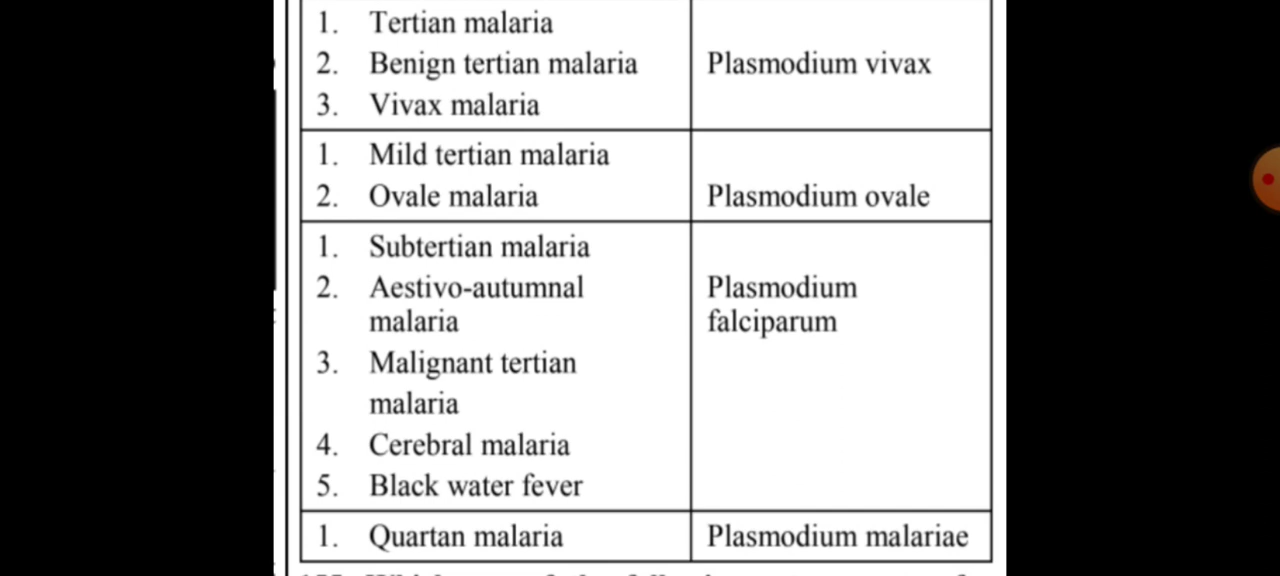 1. Tertian malaria
2. Benign tertian malaria Plasmodium vivax
3. Vivax malaria
1. Mild tertian malaria
2. Ovale malaria Plasmodium ovale
1. Subtertian malaria
2. Aestivo-autumnal Plasmodium
malaria falciparum
3. Malignant tertian
malaria
4. Cerebral malaria
5. Black water fever
1. Quartan malaria Plasmodium malariae